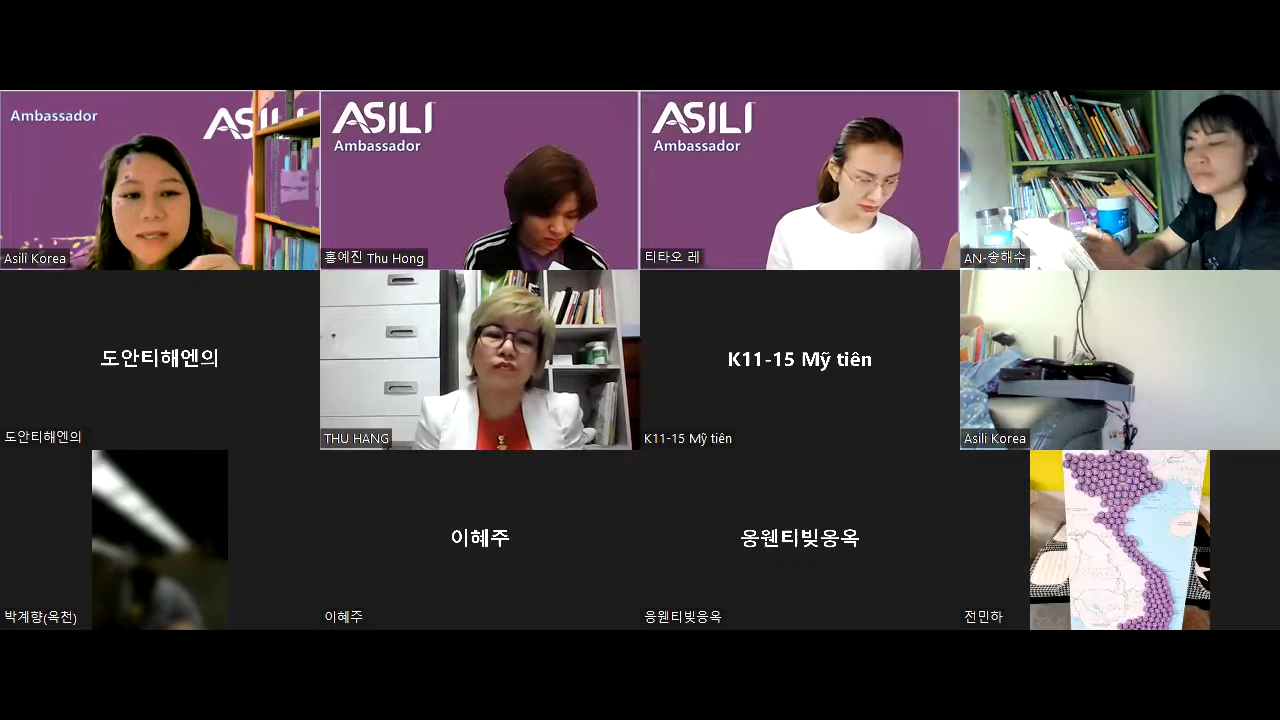 Ambassador
ASILI
Asili Korea
ASILI
Ambassador
홍예진 Thu Hong
ASILI
Ambassador
티타오 레
AN-송해수
도안티해엔의
도안티해엔의
THU HANG
K11-15 Mỹ tiên
K11-15 Mỹ tiên
Asili Korea
박계향(옥천)
이혜주
이혜주
응웬티빛응옥
응웬티빛응옥
전민하